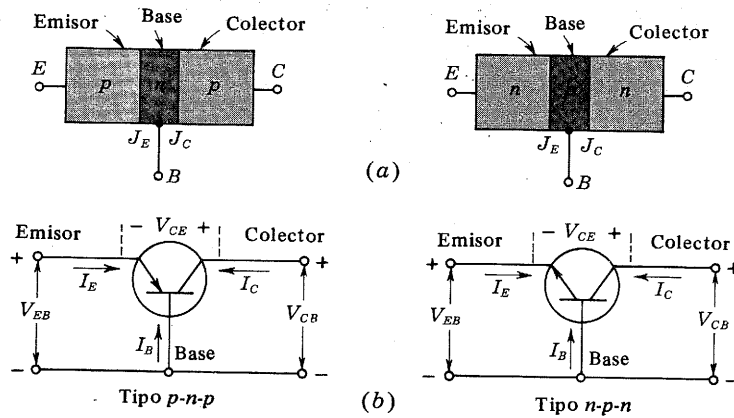 Base
Emisor
Colector
E
C
p
n
p
J_E
J_C
B
Base
Emisor
Colector
E
C
n
n
J_E
J_C
B
(a)
Emisor
− V_CE +
Colector
+
+
I_E
I_C
V_EB
V_CB
I_B
Base
−
−
Tipo p-n-p
Emisor
− V_CE +
Colector
+
+
I_E
I_C
V_EB
V_CB
I_B
Base
−
−
Tipo n-p-n
(b)